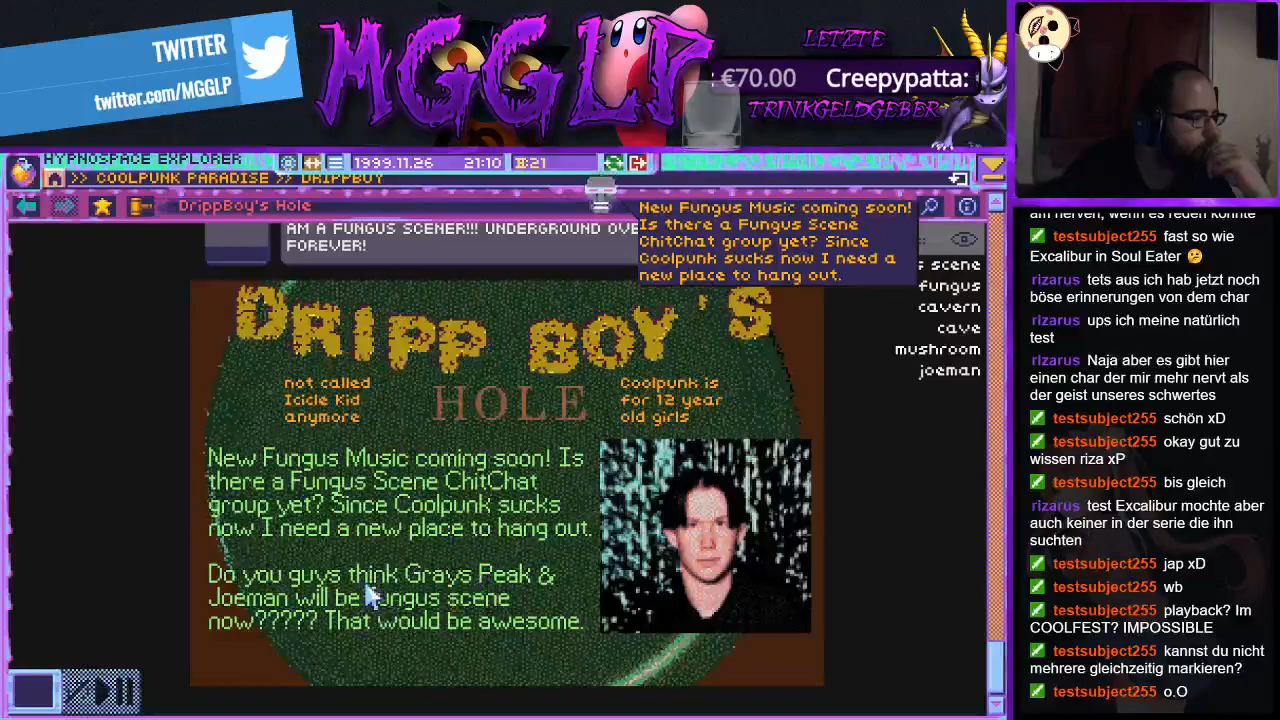 TWITTER
twitter.com/MGGLP
MGGLP
LETZTE
: €70.00 Creepypatta:
TRINKGELDGEBER
HYPNOSPACE EXPLORER
1999.11.26 21:10
:21
>> COOLPUNK PARADISE >> DRIPPBOY
DrippBoy's Hole
New Fungus Music coming soon!
Is there a Fungus Scene
ChitChat group yet? Since
Coolpunk sucks now I need a
new place to hang out.
AM A FUNGUS SCENER!!! UNDERGROUND OVE
FOREVER!
s scene
fungus
cavern
cave
mushroom
joeman
DRIPP BOY'S
HOLE
not called
Icicle Kid
anymore
Coolpunk is
for 12 year
old girls
New Fungus Music coming soon! Is
there a Fungus Scene ChitChat
group yet? Since Coolpunk sucks
now I need a new place to hang out.
Do you guys think Grays Peak &
Joeman will be fungus scene
now????? That would be awesome.
am nerven, wenn es reden könnte
testsubject255 fast so wie
Excalibur in Soul Eater
rizarus tets aus ich hab jetzt noch
böse erinnerungen von dem char
rizarus ups ich meine natürlich
test
rizarus Naja aber es gibt hier
einen char der mir mehr nervt als
der geist unseres schwertes
testsubject255 schön xD
testsubject255 okay gut zu
wissen riza xP
testsubject255 bis gleich
rizarus test Excalibur mochte aber
auch keiner in der serie die ihn
suchten
testsubject255 jap xD
testsubject255 wb
testsubject255 playback? Im
COOLFEST? IMPOSSIBLE
testsubject255 kannst du nicht
mehrere gleichzeitig markieren?
testsubject255 o.O